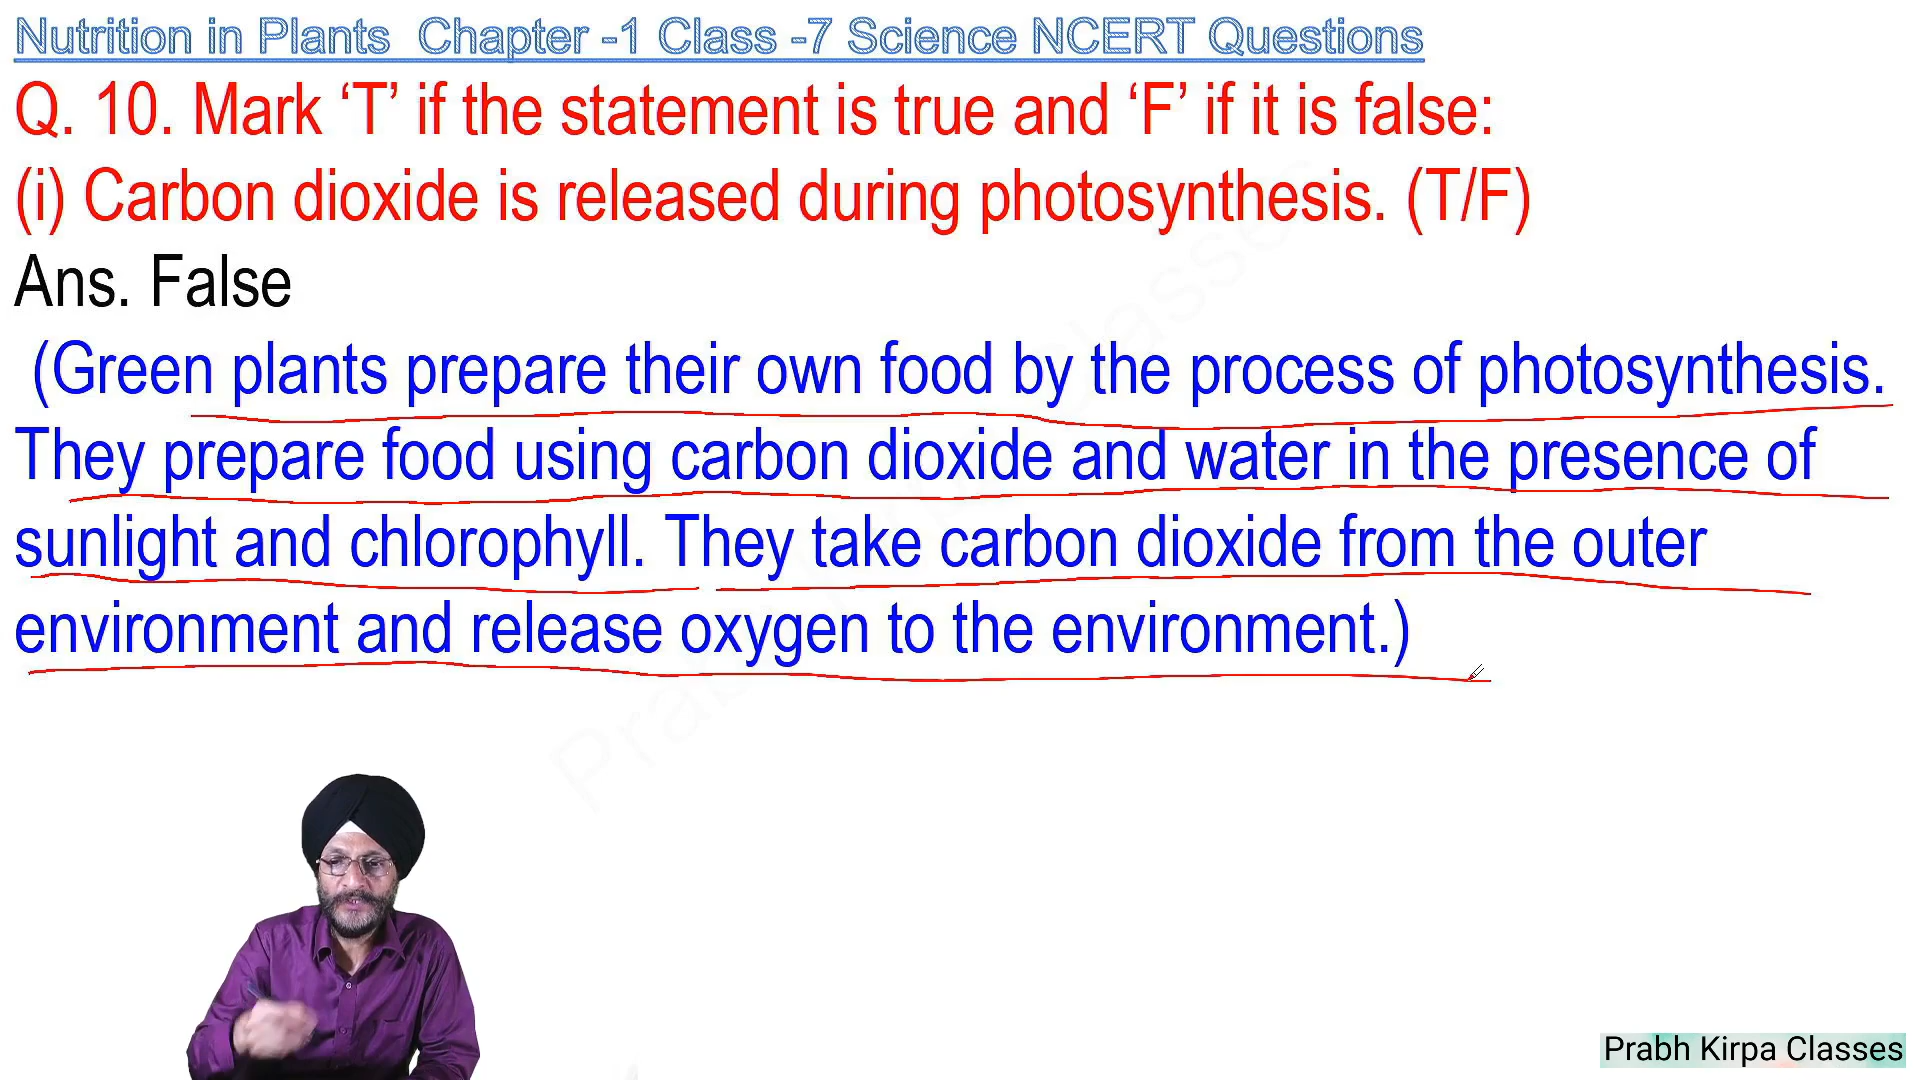 Nutrition in Plants Chapter -1 Class -7 Science NCERT Questions
Q. 10. Mark ‘T’ if the statement is true and ‘F’ if it is false:
(i) Carbon dioxide is released during photosynthesis. (T/F)
Ans. False
(Green plants prepare their own food by the process of photosynthesis.
They prepare food using carbon dioxide and water in the presence of
sunlight and chlorophyll. They take carbon dioxide from the outer
environment and release oxygen to the environment.)
Prabh Kirpa Classes